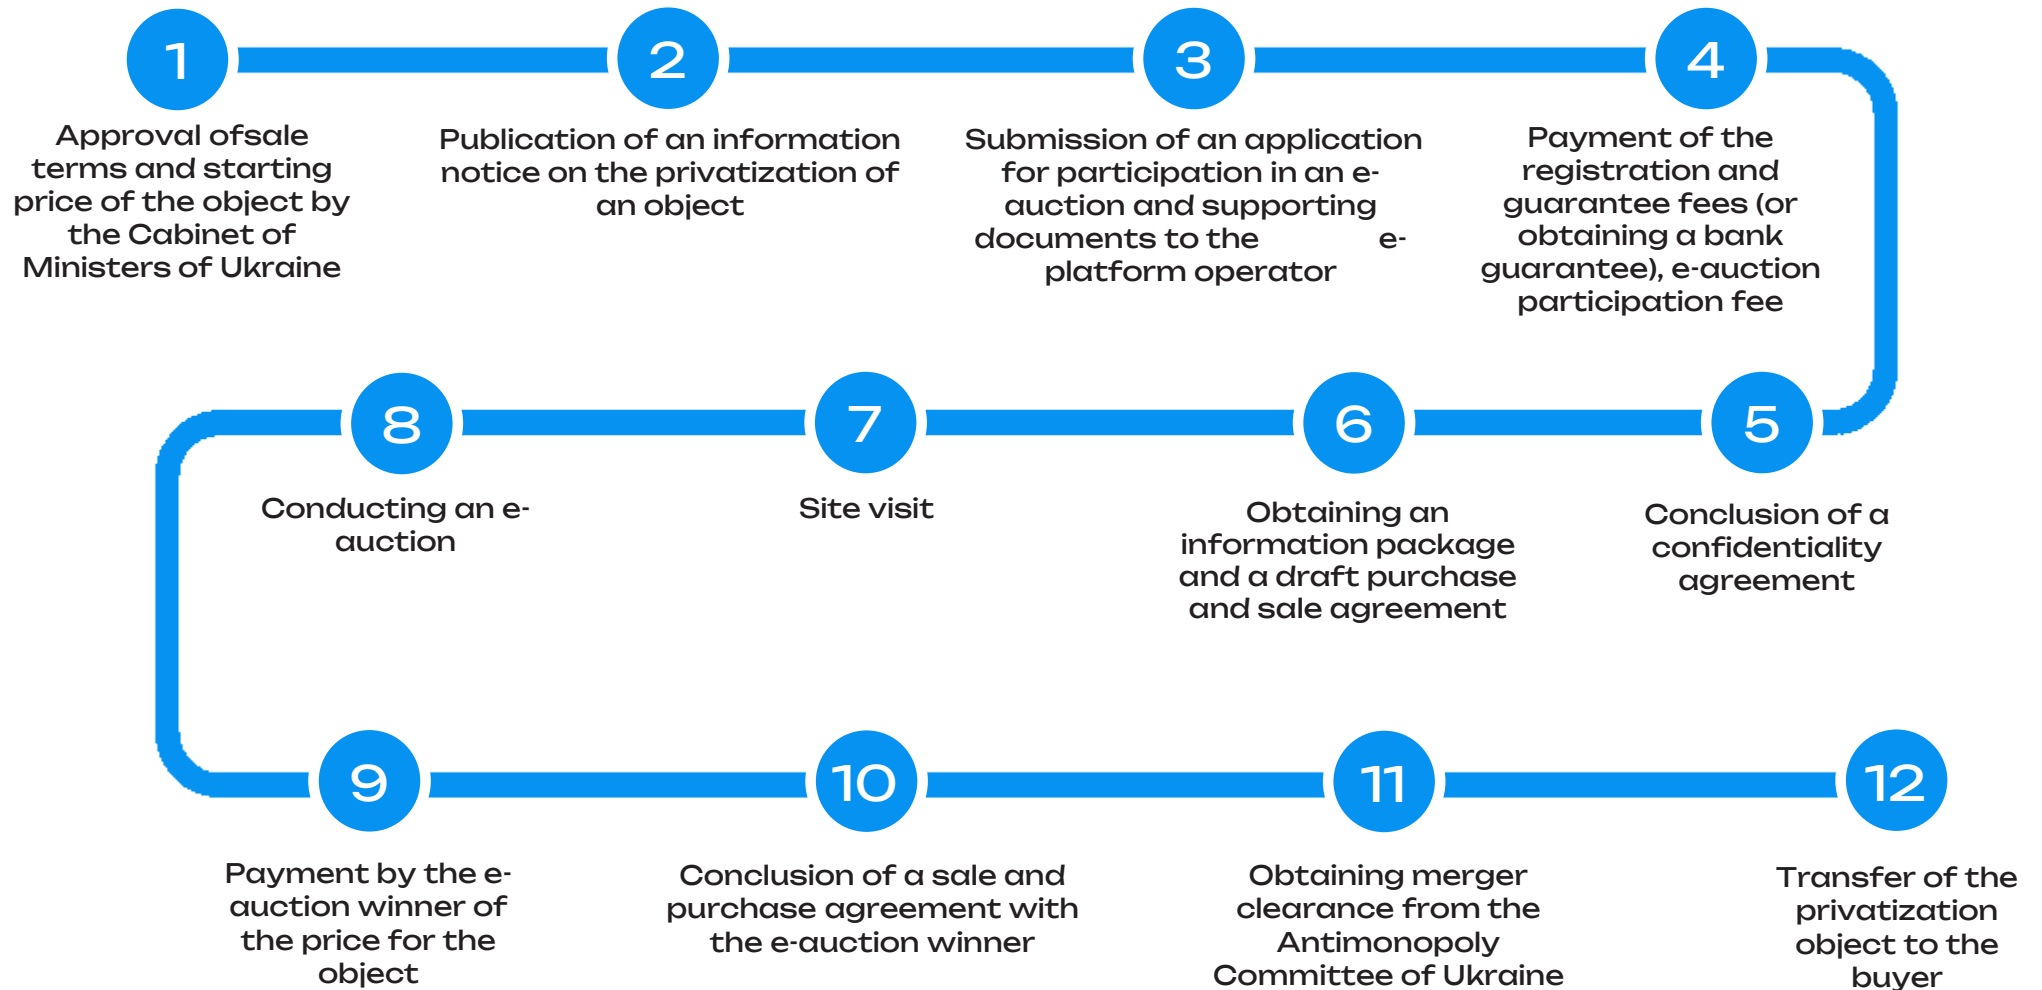 1
Approval ofsale
terms and starting
price of the object by
the Cabinet of
Ministers of Ukraine
2
Publication of an information
notice on the privatization of
an object
3
Submission of an application
for participation in an e-
auction and supporting
documents to the e-
platform operator
4
Payment of the
registration and
guarantee fees (or
obtaining a bank
guarantee), e-auction
participation fee
5
Conclusion of a
confidentiality
agreement
6
Obtaining an
information package
and a draft purchase
and sale agreement
7
Site visit
8
Conducting an e-
auction
9
Payment by the e-
auction winner of
the price for the
object
10
Conclusion of a sale and
purchase agreement with
the e-auction winner
11
Obtaining merger
clearance from the
Antimonopoly
Committee of Ukraine
12
Transfer of the
privatization
object to the
buyer